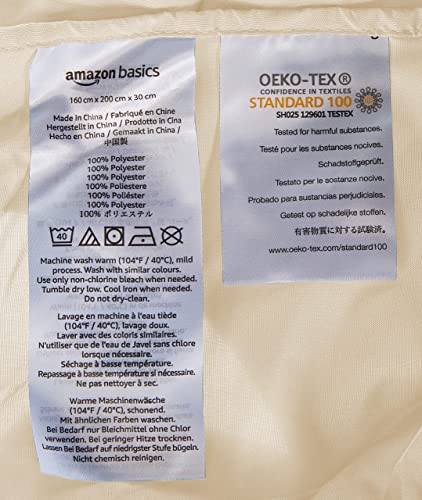 amazon basics
160 cm x 200 cm x 30 cm
Made in China / Fabriqué en Chine
Hergestellt in China / Prodotto in Cina
Hecho en China / Gemaakt in China /
中国製
100% Polyester
100% Polyester
100% Polyester
100% Poliestere
100% Poliéster
100% Polyester
100% ポリエステル
40
Machine wash warm (104°F / 40°C), mild
process. Wash with similar colours.
Use only non-chlorine bleach when needed.
Tumble dry low. Cool Iron when needed.
Do not dry-clean.
Lavage en machine à l'eau tiède
(104°F / 40°C), lavage doux.
Laver avec des coloris similaires.
N'utiliser que de l'eau de Javel sans chlore
lorsque nécessaire.
Séchage à basse température.
Repassage à basse température si nécessaire.
Ne pas nettoyer à sec.
Warme Maschinenwäsche
(104°F / 40°C), schonend.
Mit ähnlichen Farben waschen.
Bei Bedarf nur Bleichmittel ohne Chlor
verwenden. Bei geringer Hitze trocknen.
Lassen Bei Bedarf auf niedrigster Stufe bügeln.
Nicht chemisch reinigen.
OEKO-TEX®
CONFIDENCE IN TEXTILES
STANDARD 100
SH025 129601 TESTEX
Tested for harmful substances.
Testé pour les substances nocives.
Schadstoffgeprüft.
Testato per le sostanze nocive.
Probado para sustancias perjudiciales.
Getest op schadelijke stoffen.
有害物質に対する試験済。
www.oeko-tex.com/standard100